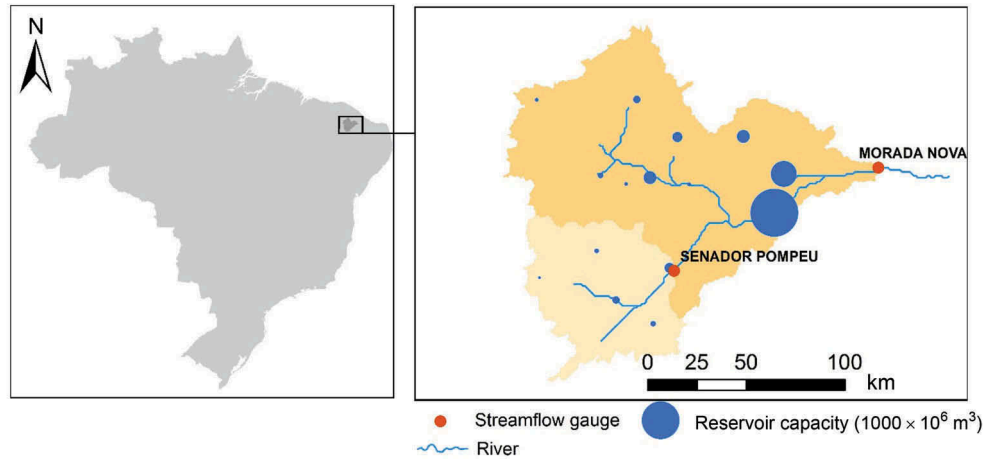 N
MORADA NOVA
SENADOR POMPEU
0 25 50 100
km
Streamflow gauge
Reservoir capacity (1000 × 10⁶ m³)
River